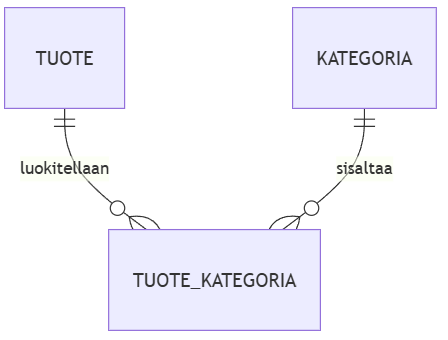 TUOTE
KATEGORIA
luokitellaan
sisaltaa
TUOTE_KATEGORIA